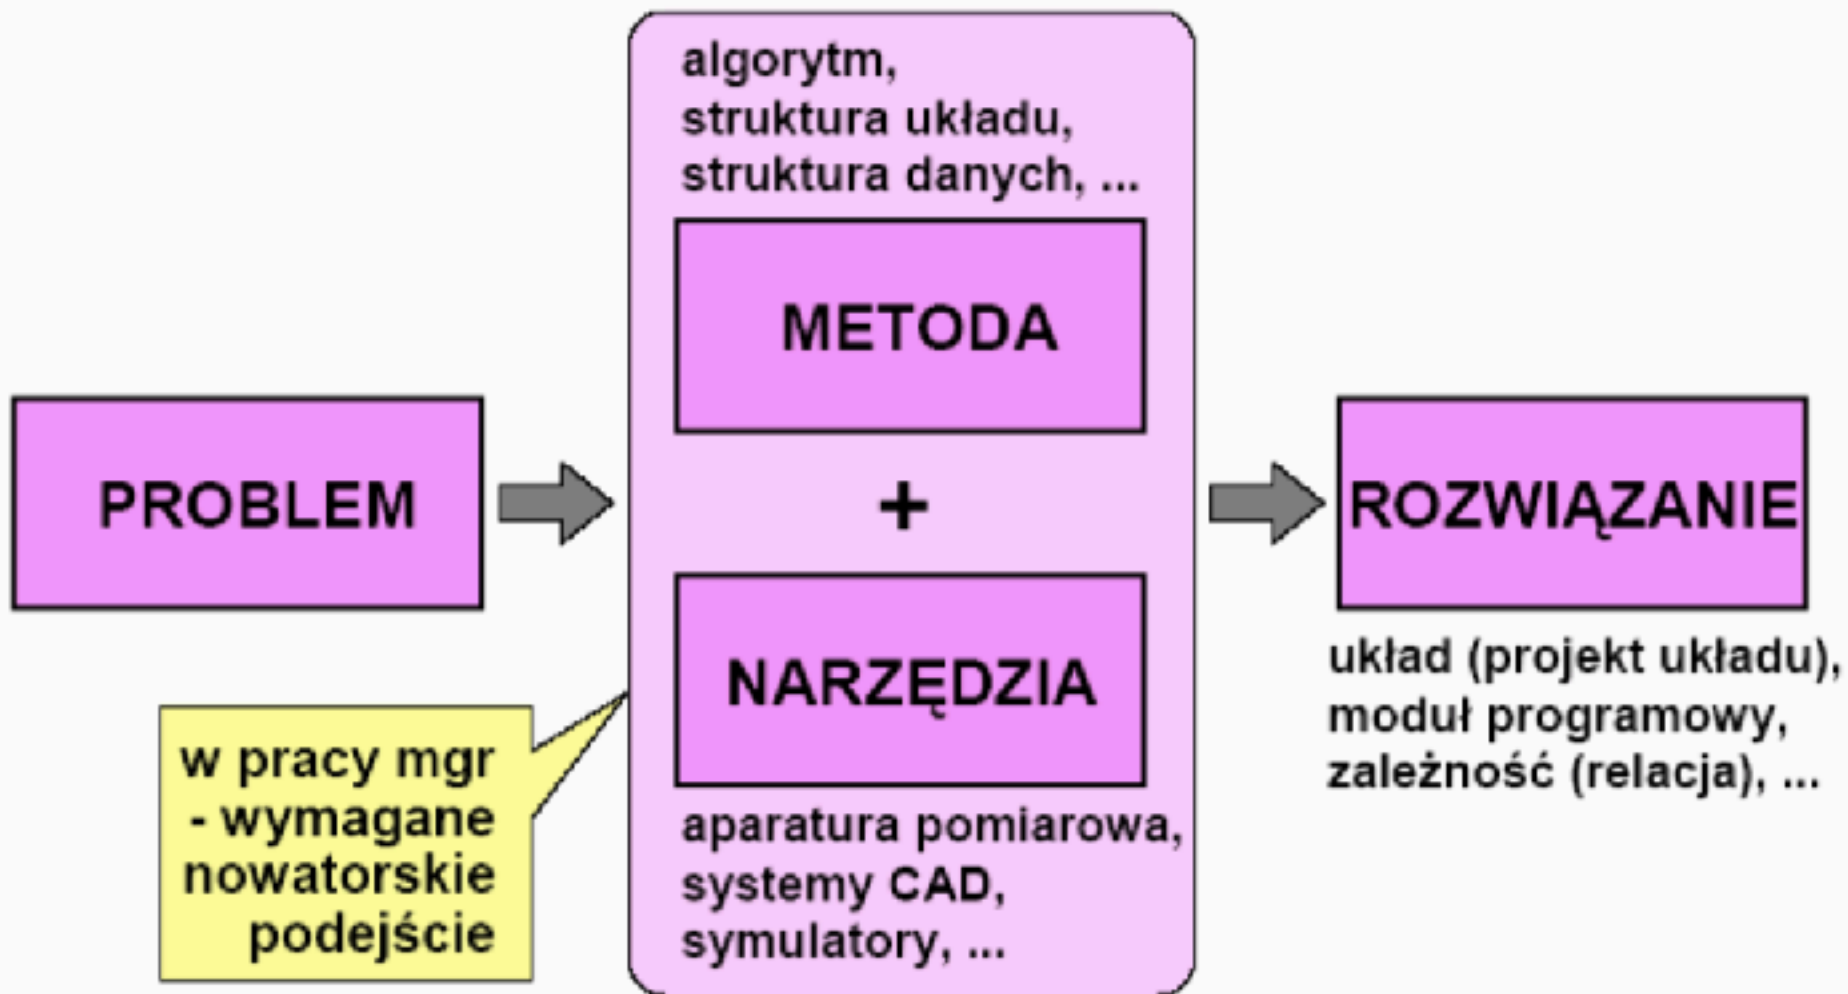 algorytm,
struktura układu,
struktura danych, ...
METODA
PROBLEM
+
ROZWIĄZANIE
NARZĘDZIA
układ (projekt układu),
moduł programowy,
zależność (relacja), ...
w pracy mgr
- wymagane
nowatorskie
podejście
aparatura pomiarowa,
systemy CAD,
symulatory, ...